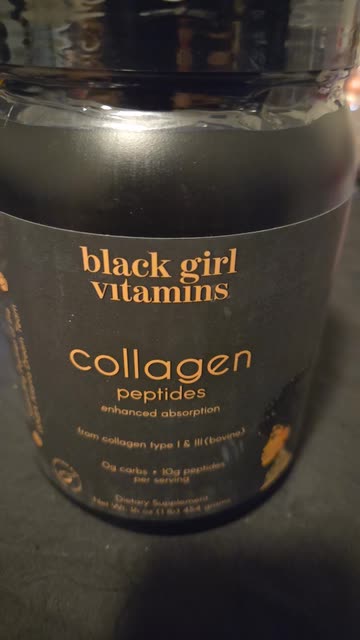 black girl
vitamins
collagen
peptides
enhanced absorption
from collagen type I & III (bovine)
0g carbs • 10g peptides
per serving
Dietary Supplement
Net Wt. 16 oz (1 lb) 454 grams